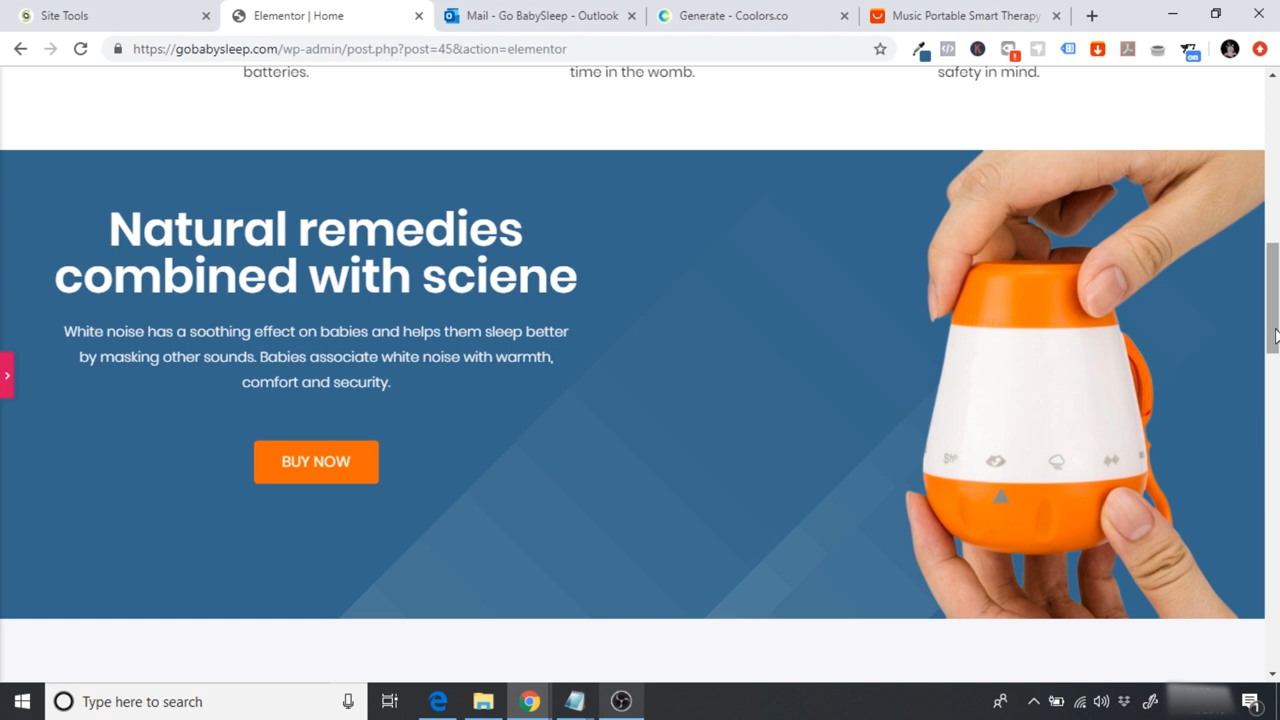 Site Tools
Elementor | Home
Mail - Go BabySleep - Outlook
Generate - Coolors.co
Music Portable Smart Therapy
https://gobabysleep.com/wp-admin/post.php?post=45&action=elementor
on
batteries.
time in the womb.
safety in mind.
Natural remedies
combined with sciene
White noise has a soothing effect on babies and helps them sleep better
by masking other sounds. Babies associate white noise with warmth,
comfort and security.
BUY NOW
Type here to search
1